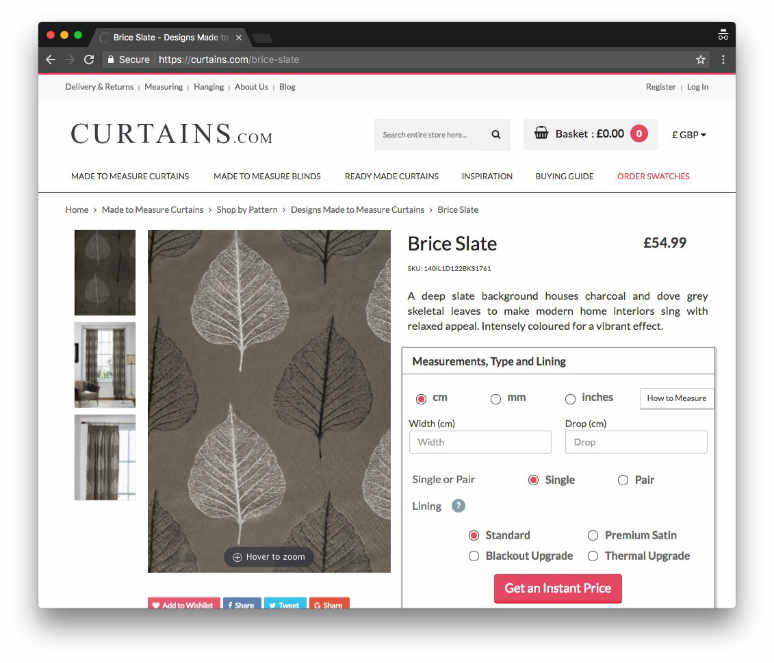 Brice Slate - Designs Made to
Secure https://curtains.com/brice-slate
Delivery & Returns | Measuring | Hanging | About Us | Blog
Register | Log In
CURTAINS.COM
Search entire store here...
Basket : £0.00 0
£ GBP
MADE TO MEASURE CURTAINS MADE TO MEASURE BLINDS READY MADE CURTAINS INSPIRATION BUYING GUIDE ORDER SWATCHES
Home > Made to Measure Curtains > Shop by Pattern > Designs Made to Measure Curtains > Brice Slate
Brice Slate £54.99
SKU: 140IL1D122BKS1761
A deep slate background houses charcoal and dove grey
skeletal leaves to make modern home interiors sing with
relaxed appeal. Intensely coloured for a vibrant effect.
Measurements, Type and Lining
cm mm inches How to Measure
Width (cm) Drop (cm)
Width Drop
Single or Pair Single Pair
Lining ?
Standard Premium Satin
Blackout Upgrade Thermal Upgrade
Get an Instant Price
Hover to zoom
Add to Wishlist Share Tweet Share